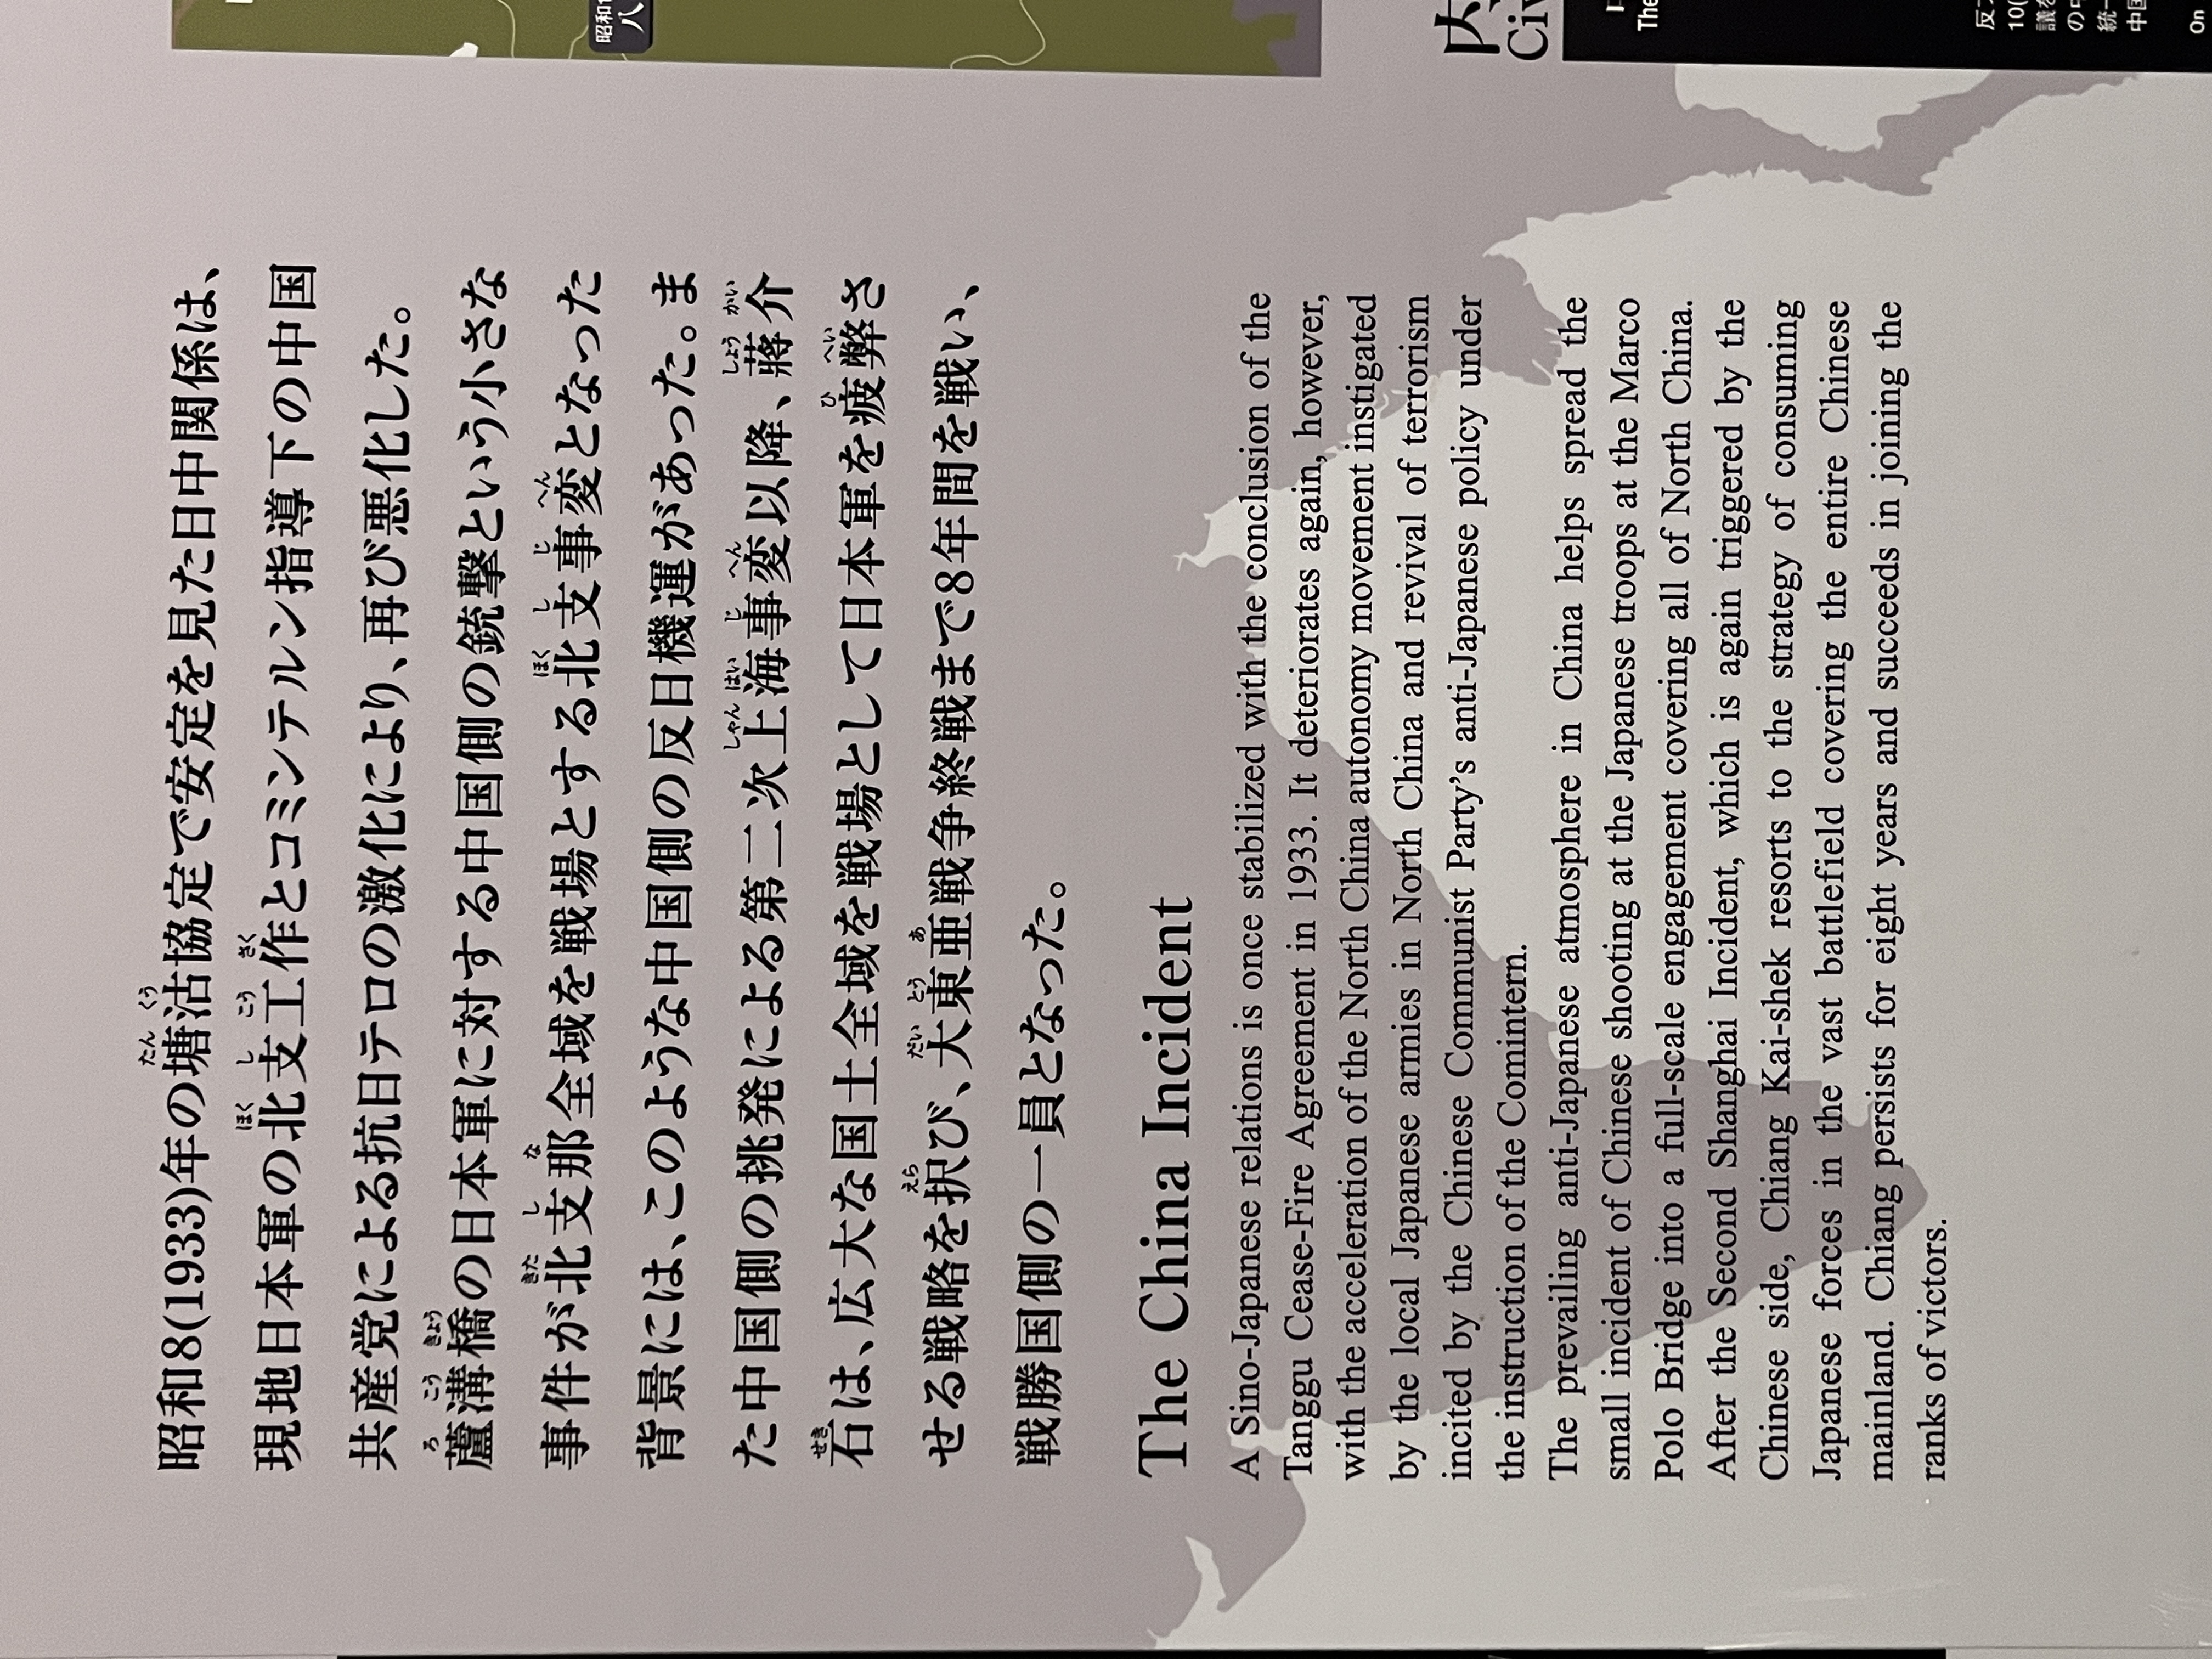 昭和8(1933)年の塘沽協定で安定を見た日中関係は、
現地日本軍の北支工作とコミンテルン指導下の中国
共産党による抗日テロの激化により、再び悪化した。
蘆溝橋の日本軍に対する中国側の銃撃という小さな
事件が北支那全域を戦場とする北支事変となった
背景には、このような中国側の反日機運があった。ま
た中国側の挑発による第二次上海事変以降、蔣介
石は、広大な国土全域を戦場として日本軍を疲弊さ
せる戦略を択び、大東亜戦争終戦まで8年間を戦い、
戦勝国側の一員となった。
The China Incident
A Sino-Japanese relations is once stabilized with the conclusion of the
Tanggu Cease-Fire Agreement in 1933. It deteriorates again, however,
with the acceleration of the North China autonomy movement instigated
by the local Japanese armies in North China and revival of terrorism
incited by the Chinese Communist Party's anti-Japanese policy under
the instruction of the Comintern.
The prevailing anti-Japanese atmosphere in China helps spread the
small incident of Chinese shooting at the Japanese troops at the Marco
Polo Bridge into a full-scale engagement covering all of North China.
After the Second Shanghai Incident, which is again triggered by the
Chinese side, Chiang Kai-shek resorts to the strategy of consuming
Japanese forces in the vast battlefield covering the entire Chinese
mainland. Chiang persists for eight years and succeeds in joining the
ranks of victors.
昭和
八
内
The
10(
の中
統一
中国
On